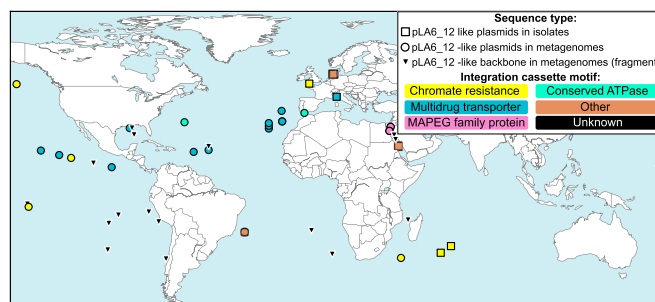 Sequence type:
pLA6_12 like plasmids in isolates
pLA6_12 -like plasmids in metagenomes
pLA6_12 -like backbone in metagenomes (fragment
Integration cassette motif:
Chromate resistance
Conserved ATPase
Multidrug transporter
Other
MAPEG family protein
Unknown